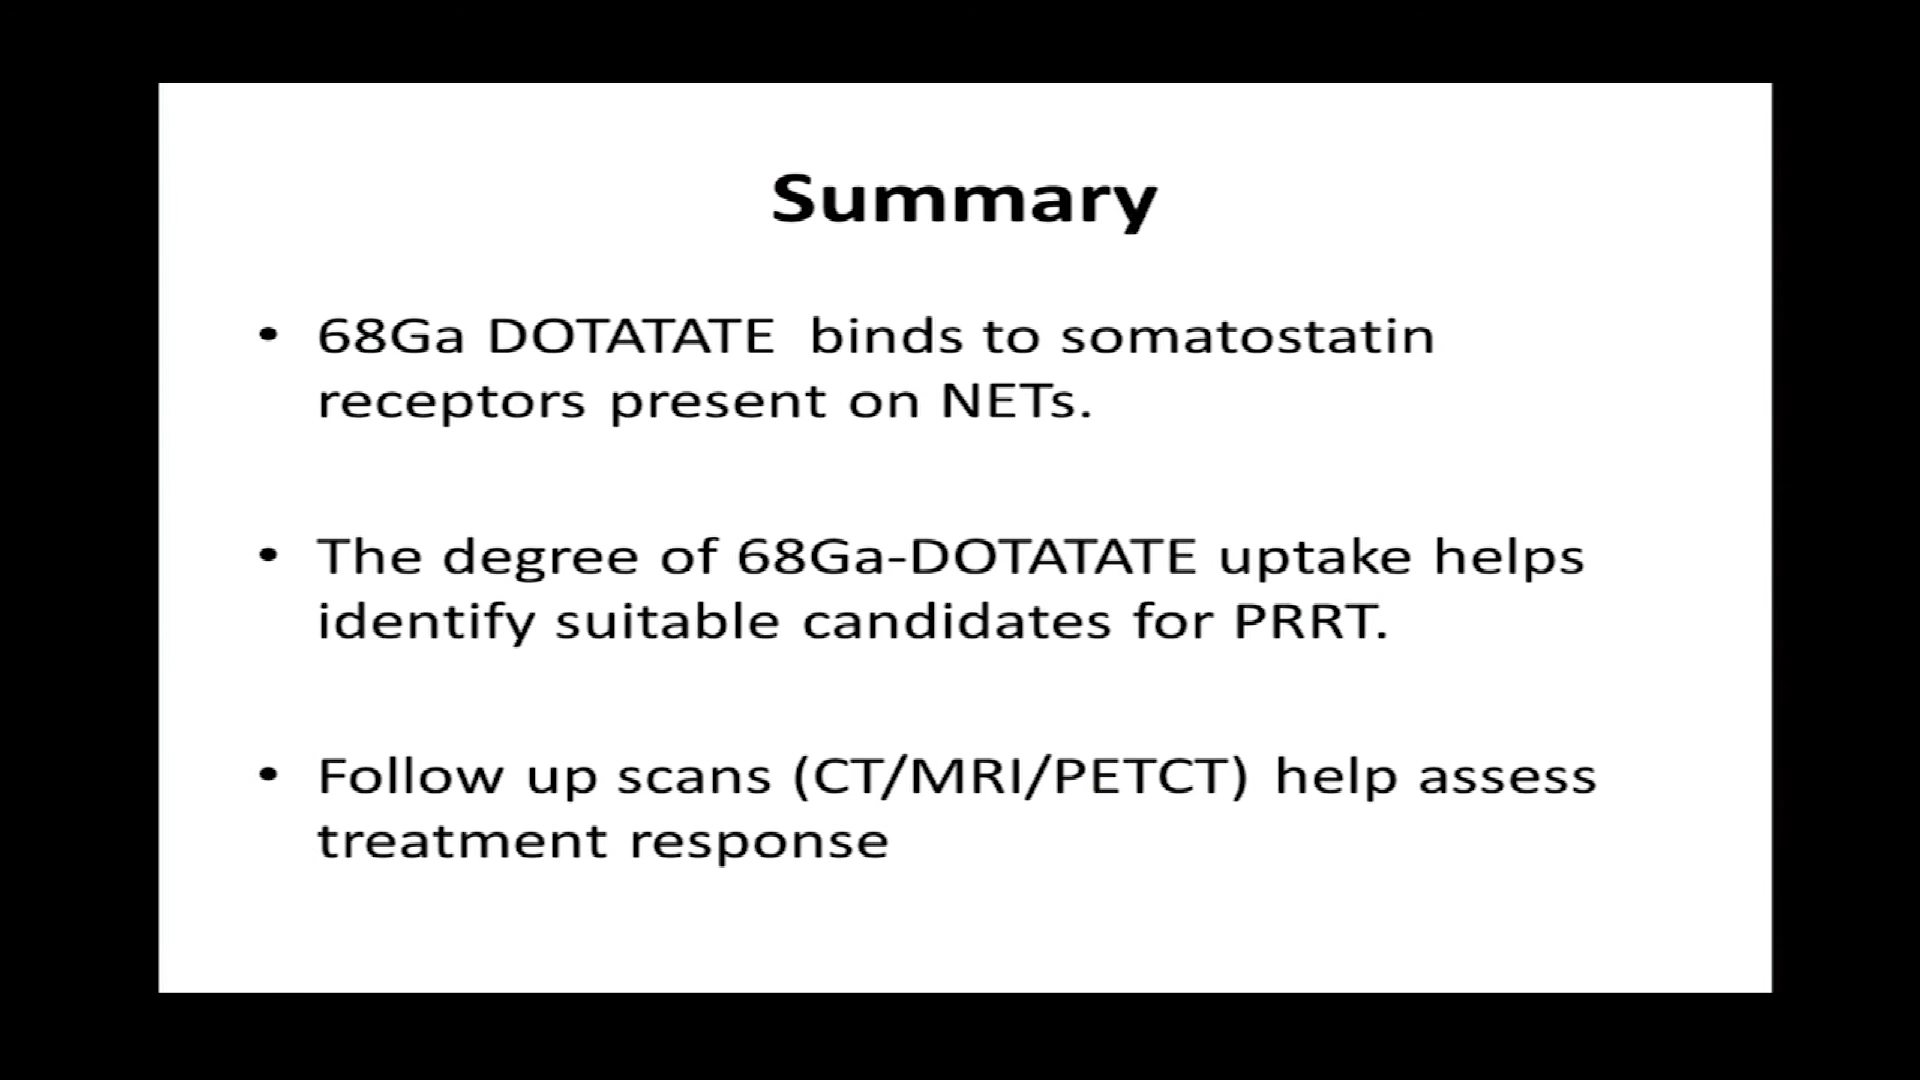 Summary
• 68Ga DOTATATE  binds to somatostatin
receptors present on NETs.
• The degree of 68Ga-DOTATATE uptake helps
identify suitable candidates for PRRT.
• Follow up scans (CT/MRI/PETCT) help assess
treatment response